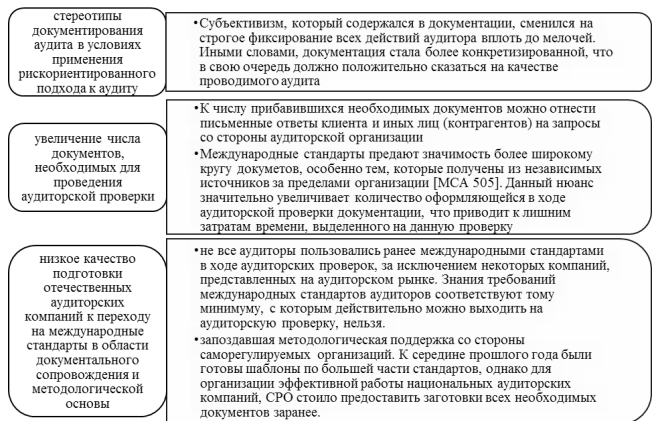 стереотипы
документирования
аудита в условиях
применения
рискориентированного
подхода к аудиту
•Субъективизм, который содержался в документации, сменился на
строгое фиксирование всех действий аудитора вплоть до мелочей.
Иными словами, документация стала более конкретизированной, что
в свою очередь должно положительно сказаться на качестве
проводимого аудита
увеличение числа
документов,
необходимых для
проведения
аудиторской проверки
•К числу прибавившихся необходимых документов можно отнести
письменные ответы клиента и иных лиц (контрагентов) на запросы
со стороны аудиторской организации
•Международные стандарты предают значимость более широкому
кругу докуметов, особенно тем, которые получены из независимых
источников за пределами организации [МСА 505]. Данный нюанс
значительно увеличивает количество оформляющейся в ходе
аудиторской проверки документации, что приводит к лишним
затратам времени, выделенного на данную проверку
низкое качество
подготовки
отечественных
аудиторских
компаний к переходу
на международные
стандарты в области
документального
сопровождения и
методологической
основы
•не все аудиторы пользовались ранее международными стандартами
в ходе аудиторских проверок, за исключением некоторых компаний,
представленных на аудиторском рынке. Знания требований
международных стандартов аудиторов соответствуют тому
минимуму, с которым действительно можно выходить на
аудиторскую проверку, нельзя.
•запоздавшая методологическая поддержка со стороны
саморегулируемых организаций. К середине прошлого года были
готовы шаблоны по большей части стандартов, однако для
организации эффективной работы национальных аудиторских
компаний, СРО стоило предоставить заготовки всех необходимых
документов заранее.